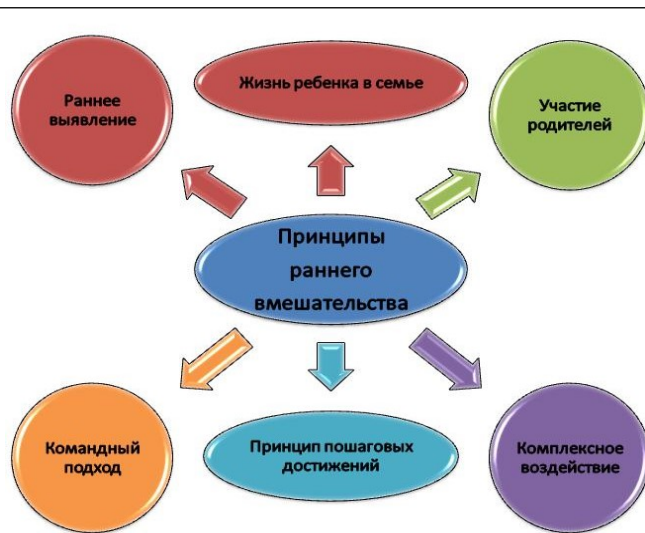 Раннее
выявление
Жизнь ребенка в семье
Участие
родителей
Принципы
раннего
вмешательства
Командный
подход
Принцип пошаговых
достижений
Комплексное
воздействие